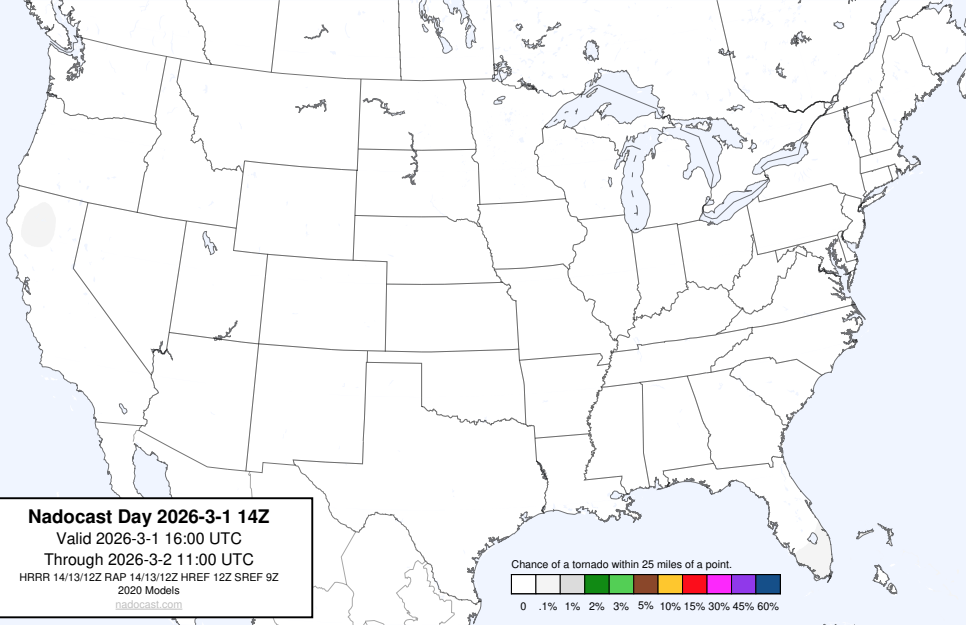 Nadocast Day 2026-3-1 14Z
Valid 2026-3-1 16:00 UTC
Through 2026-3-2 11:00 UTC
HRRR 14/13/12Z RAP 14/13/12Z HREF 12Z SREF 9Z
2020 Models
nadocast.com
Chance of a tornado within 25 miles of a point.
0 .1% 1% 2% 3% 5% 10% 15% 30% 45% 60%